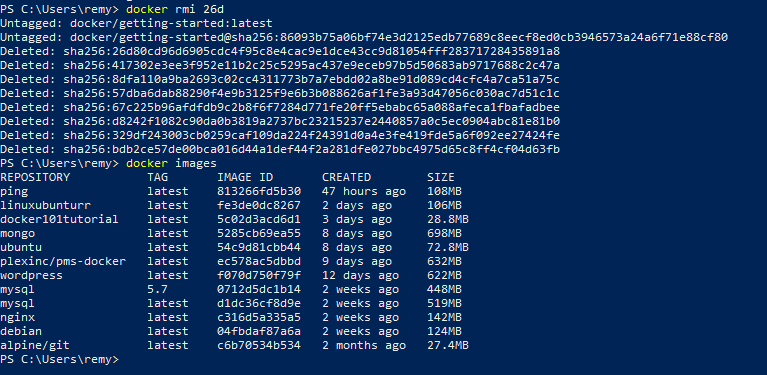 PS C:\Users\remy> docker rmi 26d
Untagged: docker/getting-started:latest
Untagged: docker/getting-started@sha256:86093b75a06bf74e3d2125edb77689c8eecf8ed0cb3946573a24a6f71e88cf80
Deleted: sha256:26d80cd96d6905cdc4f95c8e4cac9e1dce43cc9d81054fff28371728435891a8
Deleted: sha256:417302e3ee3f952e11b2c25c5295ac437e9eceb97b5d50683ab9717688c2c47a
Deleted: sha256:8dfa110a9ba2693c02cc4311773b7a7ebdd02a8be91d089cd4cfc4a7ca51a75c
Deleted: sha256:57dba6dab88290f4e9b3125f9e6b3b088626af1fe3a93d47056c030ac7d51c1c
Deleted: sha256:67c225b96afdfdb9c2b8f6f7284d771fe20ff5ebabc65a088afeca1fbafadbee
Deleted: sha256:d8242f1082c90da0b3819a2737bc23215237e2440857a0c5ec0904abc81e81b0
Deleted: sha256:329df243003cb0259caf109da224f24391d0a4e3fe419fde5a6f092ee27424fe
Deleted: sha256:bdb2ce57de00bca016d44a1def44f2a281dfe027bbc4975d65c8ff4cf04d63fb
PS C:\Users\remy> docker images
REPOSITORY TAG IMAGE ID CREATED SIZE
ping latest 813266fd5b30 47 hours ago 108MB
linuxubunturr latest fe3de0dc8267 2 days ago 106MB
docker101tutorial latest 5c02d3acd6d1 3 days ago 28.8MB
mongo latest 5285cb69ea55 8 days ago 698MB
ubuntu latest 54c9d81cbb44 8 days ago 72.8MB
plexinc/pms-docker latest ec578ac5dbbd 9 days ago 632MB
wordpress latest f070d750f79f 12 days ago 622MB
mysql 5.7 0712d5dc1b14 2 weeks ago 448MB
mysql latest d1dc36cf8d9e 2 weeks ago 519MB
nginx latest c316d5a335a5 2 weeks ago 142MB
debian latest 04fbdaf87a6a 2 weeks ago 124MB
alpine/git latest c6b70534b534 2 months ago 27.4MB
PS C:\Users\remy>